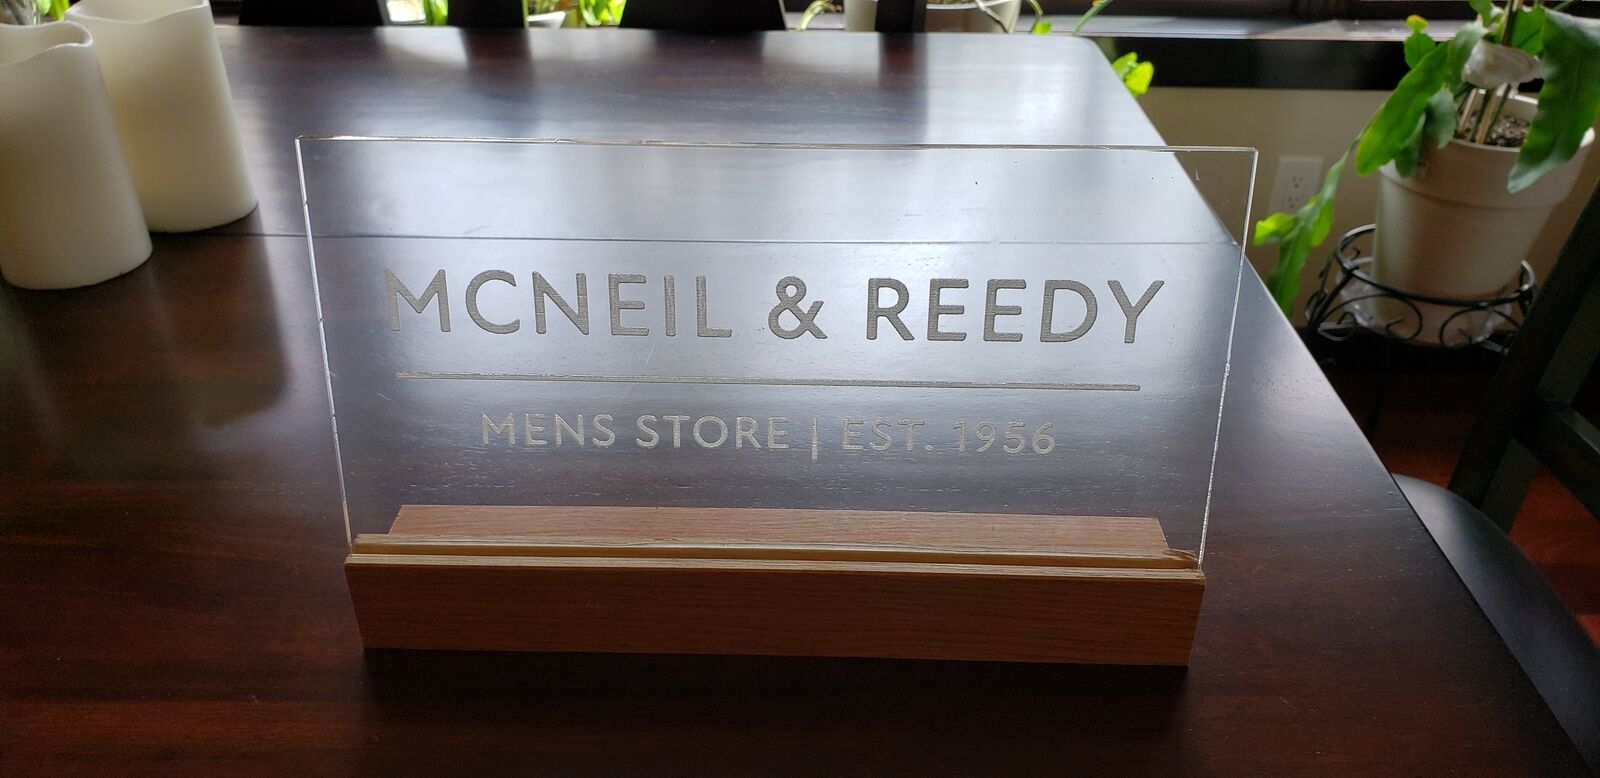 MCNEIL & REEDY
MENS STORE | EST. 1956